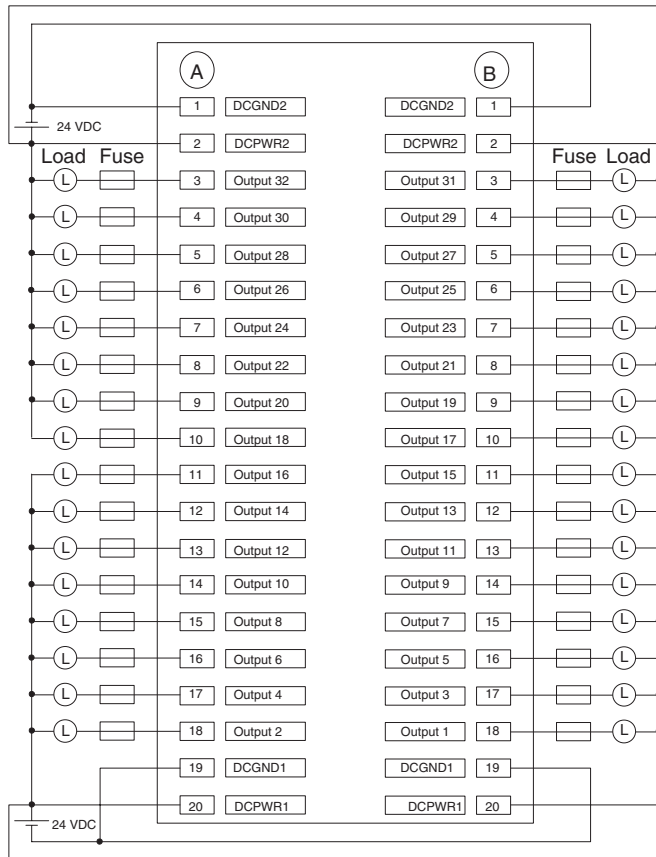 A B
1 DCGND2 DCGND2 1
24 VDC
2 DCPWR2 DCPWR2 2
Load Fuse Fuse Load
L 3 Output 32 Output 31 3 L
L 4 Output 30 Output 29 4 L
L 5 Output 28 Output 27 5 L
L 6 Output 26 Output 25 6 L
L 7 Output 24 Output 23 7 L
L 8 Output 22 Output 21 8 L
L 9 Output 20 Output 19 9 L
L 10 Output 18 Output 17 10 L
L 11 Output 16 Output 15 11 L
L 12 Output 14 Output 13 12 L
L 13 Output 12 Output 11 13 L
L 14 Output 10 Output 9 14 L
L 15 Output 8 Output 7 15 L
L 16 Output 6 Output 5 16 L
L 17 Output 4 Output 3 17 L
L 18 Output 2 Output 1 18 L
19 DCGND1 DCGND1 19
20 DCPWR1 DCPWR1 20
24 VDC